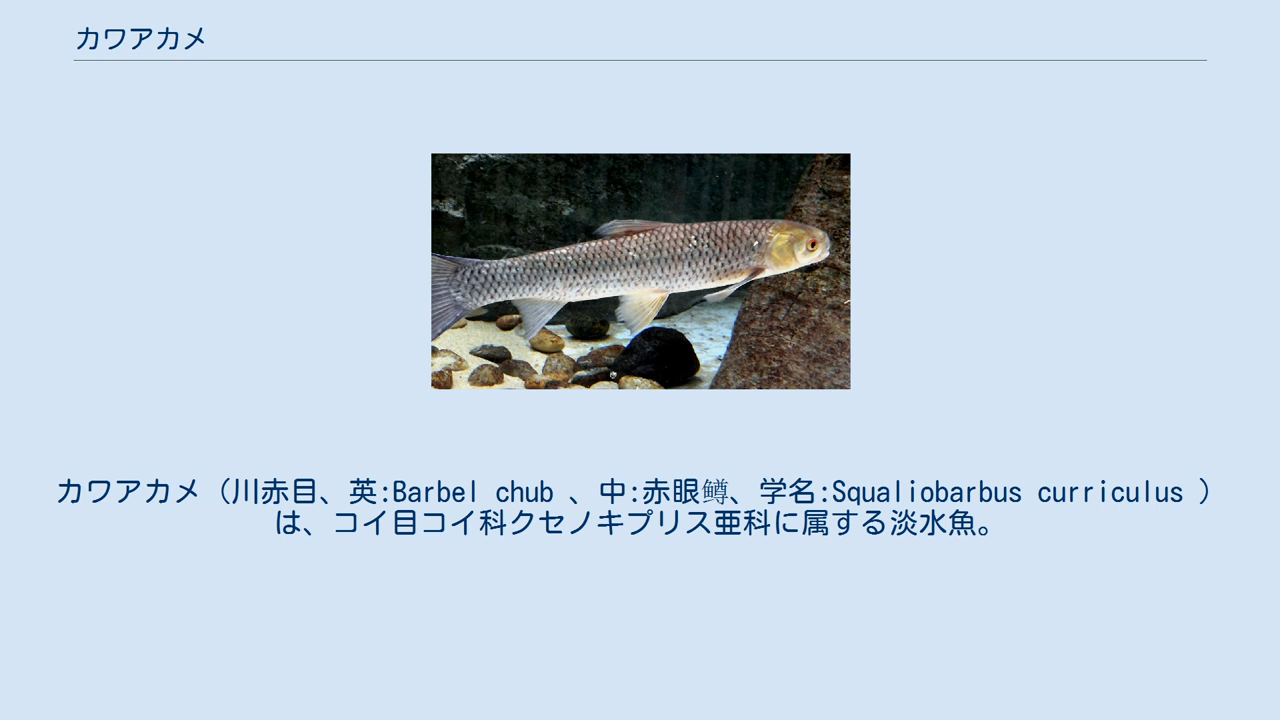 カワアカメ
カワアカメ（川赤目、英:Barbel chub 、中:赤眼鳟、学名:Squaliobarbus curriculus ）
は、コイ目コイ科クセノキプリス亜科に属する淡水魚。